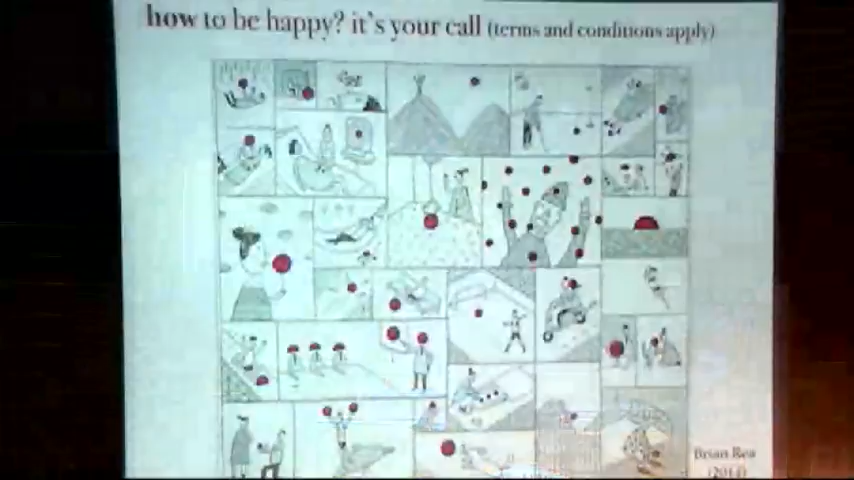 how to be happy? it's your call (terms and conditions apply)
Brian Rea
(2014)